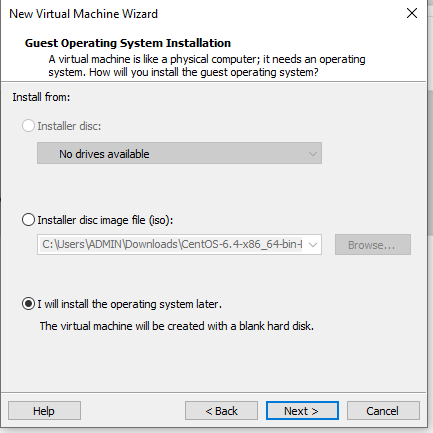 New Virtual Machine Wizard
Guest Operating System Installation
A virtual machine is like a physical computer; it needs an operating
system. How will you install the guest operating system?
Install from:
Installer disc:
No drives available
Installer disc image file (iso):
C:\Users\ADMIN\Downloads\CentOS-6.4-x86_64-bin-
Browse...
I will install the operating system later.
The virtual machine will be created with a blank hard disk.
Help
< Back
Next >
Cancel